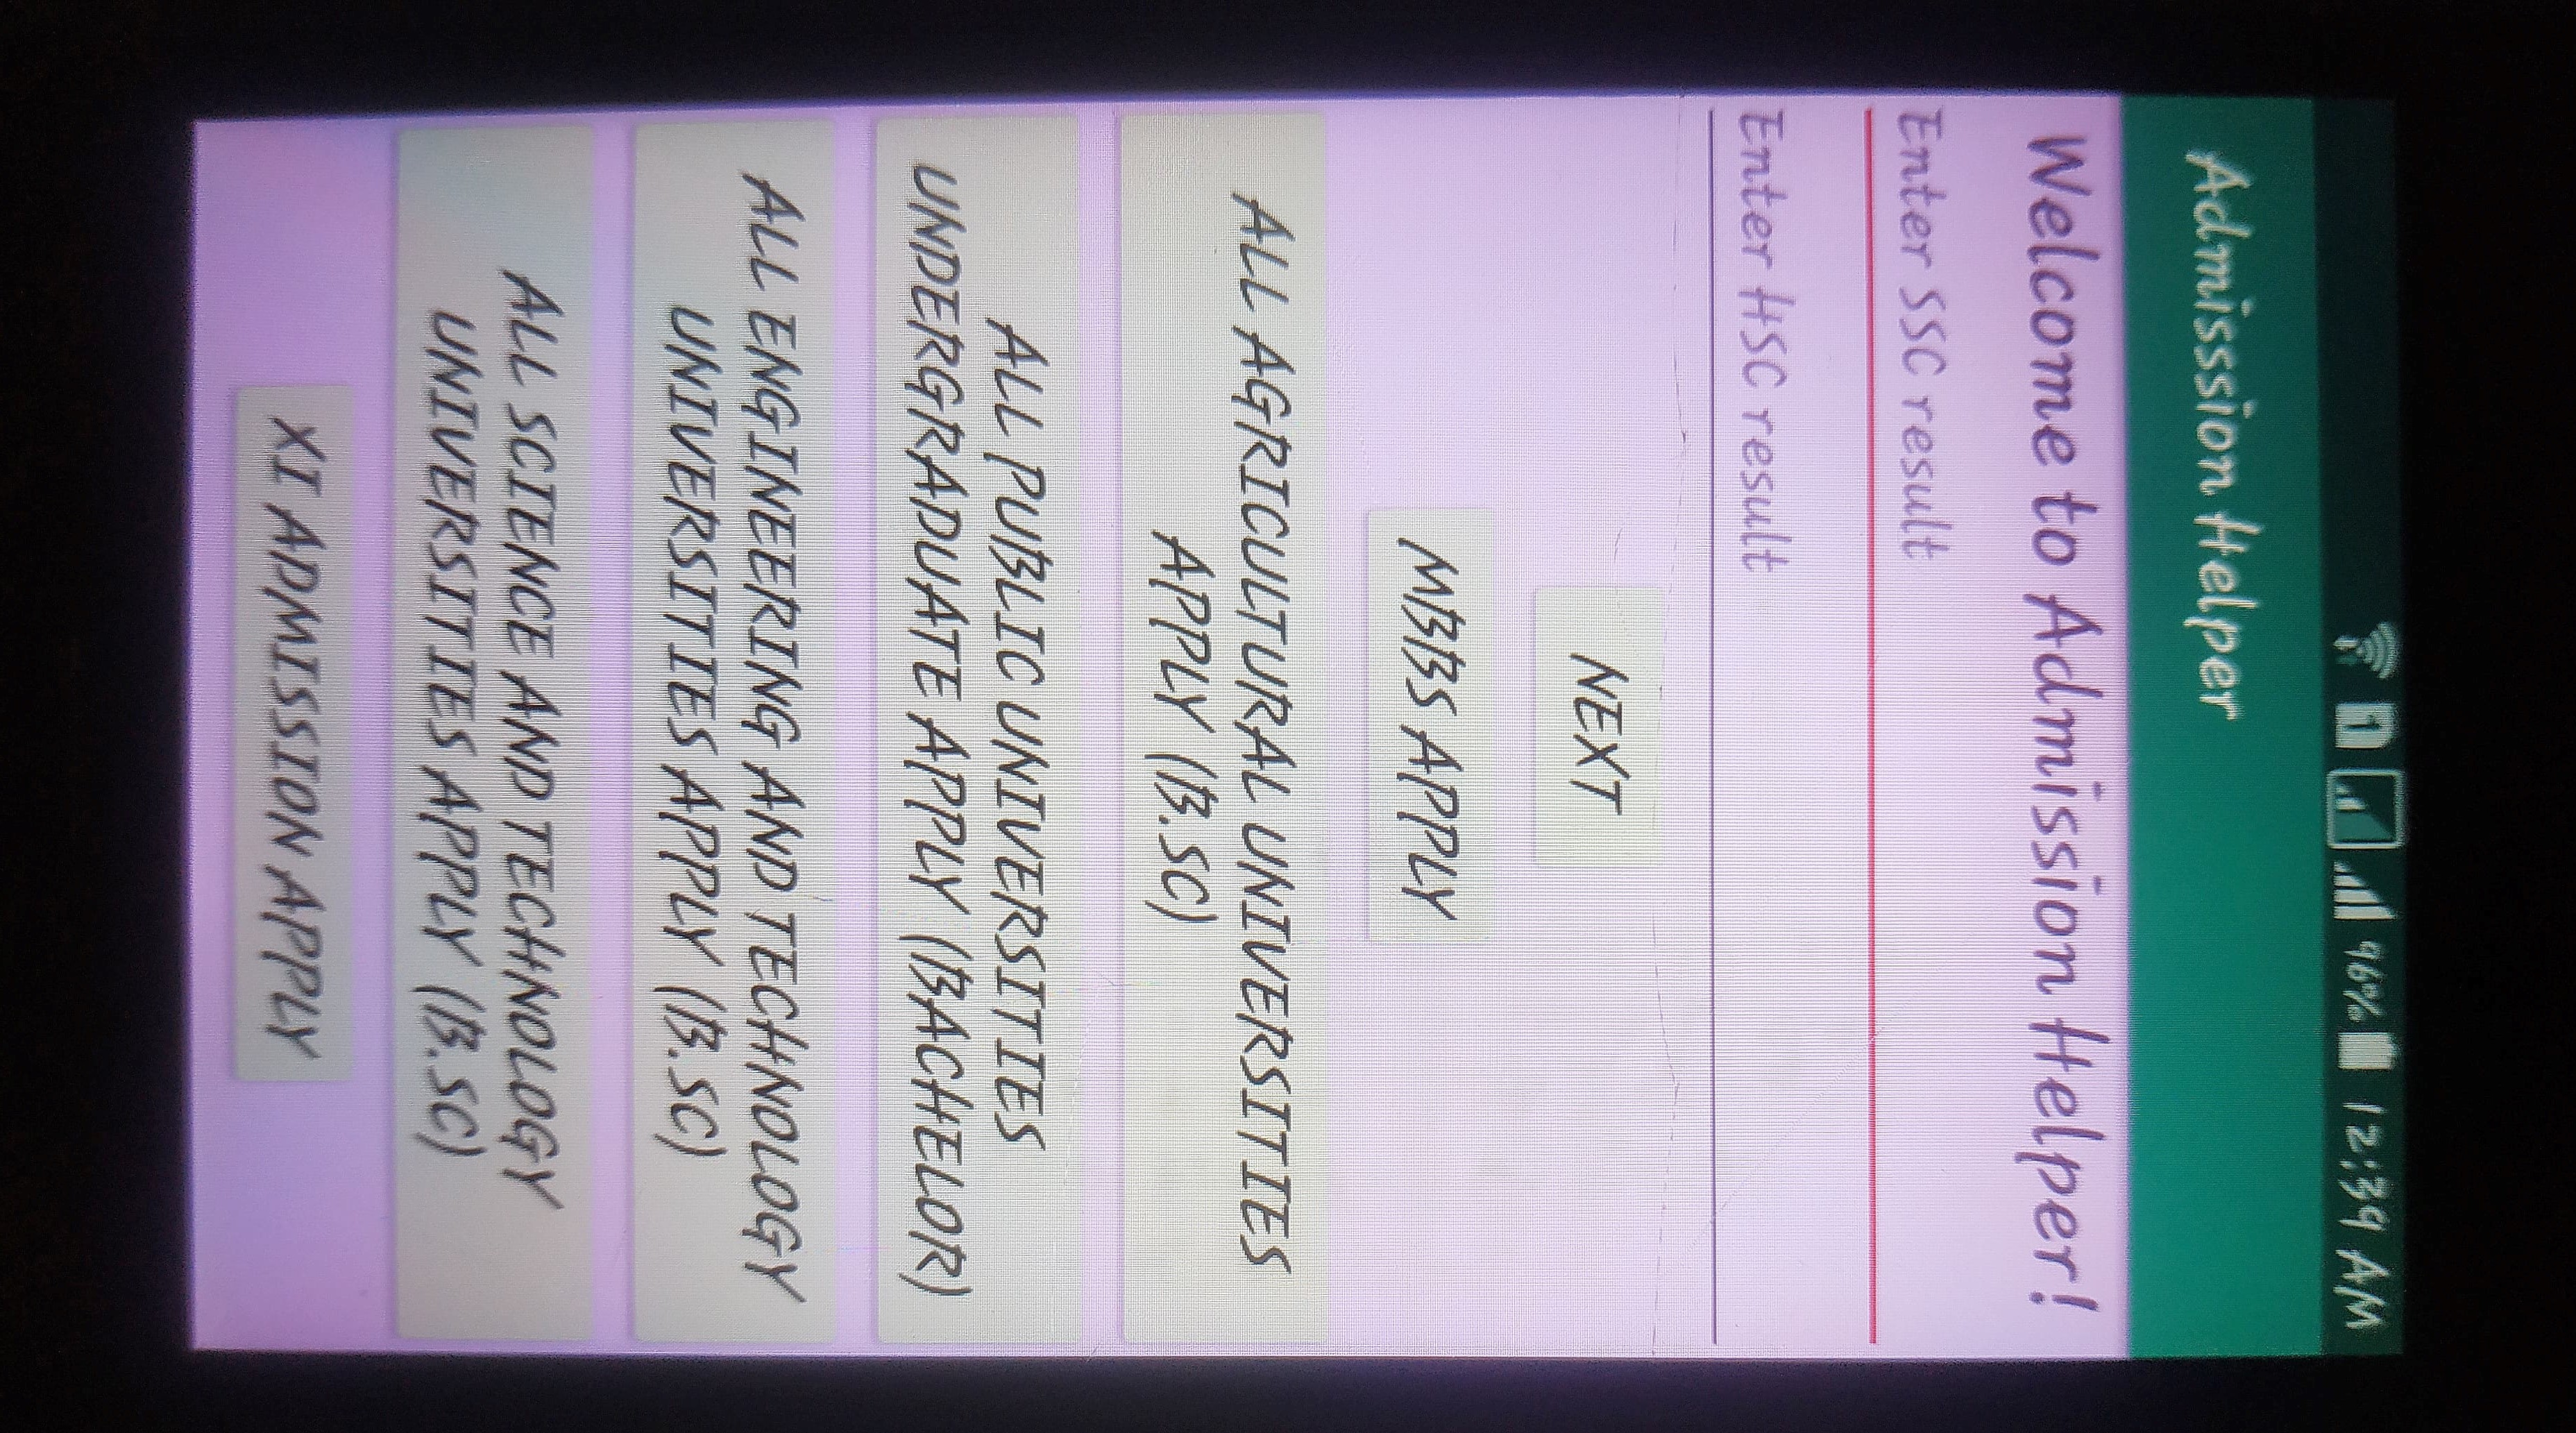 96% 12:39 AM
Admisssion Helper
Welcome to Admission Helper!
Enter SSC result
Enter HSC result
NEXT
MBBS APPLY
ALL AGRICULTURAL UNIVERSITIES
APPLY (B.SC)
ALL PUBLIC UNIVERSITIES
UNDERGRADUATE APPLY (BACHELOR)
ALL ENGINEERING AND TECHNOLOGY
UNIVERSITIES APPLY (B.SC)
ALL SCIENCE AND TECHNOLOGY
UNIVERSITIES APPLY (B.SC)
XI ADMISSION APPLY